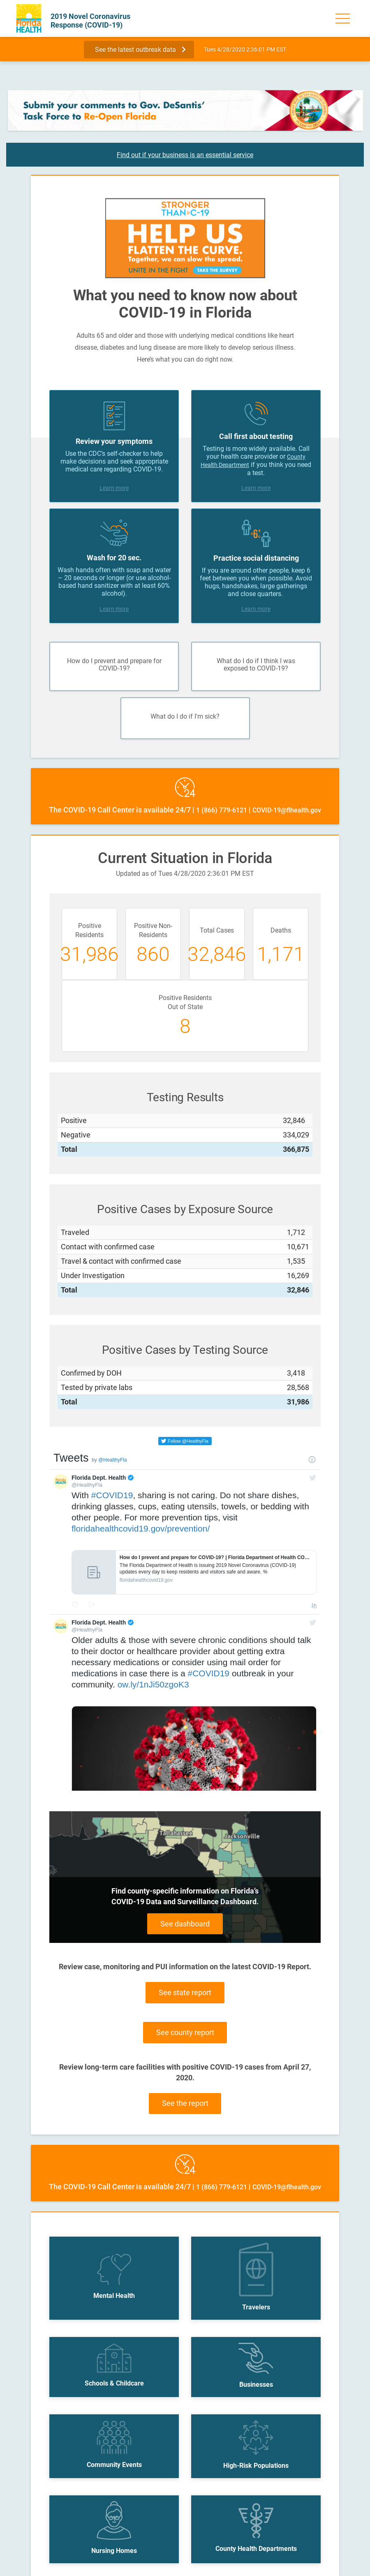 Florida
HEALTH
2019 Novel Coronavirus
Response (COVID-19)
See the latest outbreak data
Tues 4/28/2020 2:36:01 PM EST
Submit your comments to Gov. DeSantis'
Task Force to Re-Open Florida
Find out if your business is an essential service
STRONGER
THAN C-19
HELP US
FLATTEN THE CURVE.
Together, we can slow the spread.
UNITE IN THE FIGHT
TAKE THE SURVEY
What you need to know now about
COVID-19 in Florida
Adults 65 and older and those with underlying medical conditions like heart
disease, diabetes and lung disease are more likely to develop serious illness.
Here's what you can do right now.
Review your symptoms
Use the CDC's self-checker to help
make decisions and seek appropriate
medical care regarding COVID-19.
Learn more
Call first about testing
Testing is more widely available. Call
your health care provider or County
Health Department if you think you need
a test.
Learn more
Wash for 20 sec.
Wash hands often with soap and water
– 20 seconds or longer (or use alcohol-
based hand sanitizer with at least 60%
alcohol).
Learn more
Practice social distancing
If you are around other people, keep 6
feet between you when possible. Avoid
hugs, handshakes, large gatherings
and close quarters.
Learn more
How do I prevent and prepare for
COVID-19?
What do I do if I think I was
exposed to COVID-19?
What do I do if I'm sick?
24
The COVID-19 Call Center is available 24/7 | 1 (866) 779-6121 | COVID-19@flhealth.gov
Current Situation in Florida
Updated as of Tues 4/28/2020 2:36:01 PM EST
Positive
Residents
31,986
Positive Non-
Residents
860
Total Cases
32,846
Deaths
1,171
Positive Residents
Out of State
8
Testing Results
Positive 32,846
Negative 334,029
Total 366,875
Positive Cases by Exposure Source
Traveled 1,712
Contact with confirmed case 10,671
Travel & contact with confirmed case 1,535
Under Investigation 16,269
Total 32,846
Positive Cases by Testing Source
Confirmed by DOH 3,418
Tested by private labs 28,568
Total 31,986
Follow @HealthyFla
Tweets by @HealthyFla
Florida Dept. Health
@HealthyFla
With #COVID19, sharing is not caring. Do not share dishes,
drinking glasses, cups, eating utensils, towels, or bedding with
other people. For more prevention tips, visit
floridahealthcovid19.gov/prevention/
How do I prevent and prepare for COVID-19? | Florida Department of Health CO...
The Florida Department of Health is issuing 2019 Novel Coronavirus (COVID-19)
updates every day to keep residents and visitors safe and aware. %
floridahealthcovid19.gov
Florida Dept. Health
@HealthyFla
Older adults & those with severe chronic conditions should talk
to their doctor or healthcare provider about getting extra
necessary medications or consider using mail order for
medications in case there is a #COVID19 outbreak in your
community. ow.ly/1nJi50zgoK3
Tallahassee
Jacksonville
Find county-specific information on Florida's
COVID-19 Data and Surveillance Dashboard.
See dashboard
Review case, monitoring and PUI information on the latest COVID-19 Report.
See state report
See county report
Review long-term care facilities with positive COVID-19 cases from April 27,
2020.
See the report
24
The COVID-19 Call Center is available 24/7 | 1 (866) 779-6121 | COVID-19@flhealth.gov
Mental Health
Travelers
Schools & Childcare
Businesses
Community Events
High-Risk Populations
Nursing Homes
County Health Departments